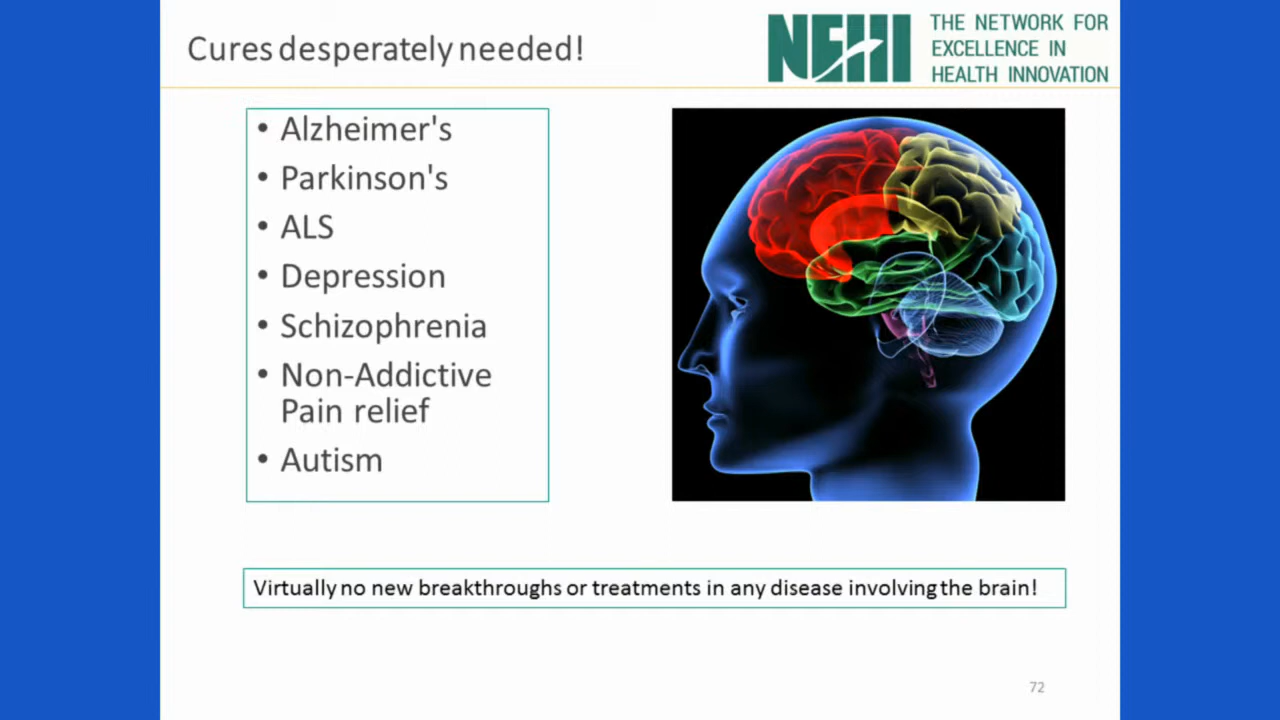 Cures desperately needed!
NEHI
THE NETWORK FOR
EXCELLENCE IN
HEALTH INNOVATION
• Alzheimer's
• Parkinson's
• ALS
• Depression
• Schizophrenia
• Non-Addictive
Pain relief
• Autism
Virtually no new breakthroughs or treatments in any disease involving the brain!
72